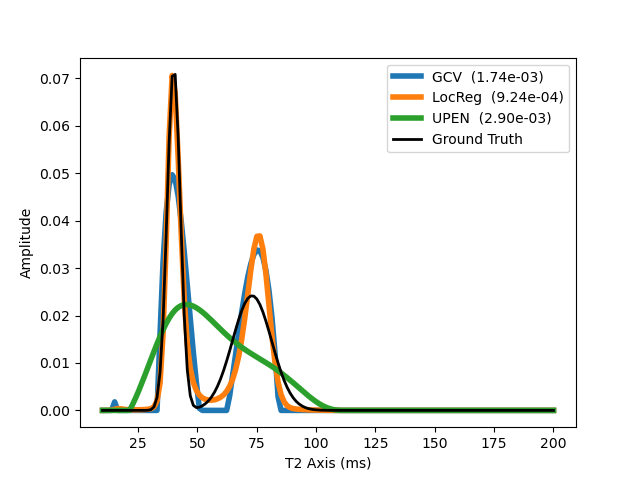 GCV (1.74e-03)
LocReg (9.24e-04)
UPEN (2.90e-03)
Ground Truth
Amplitude
0.07
0.06
0.05
0.04
0.03
0.02
0.01
0.00
25 50 75 100 125 150 175 200
T2 Axis (ms)